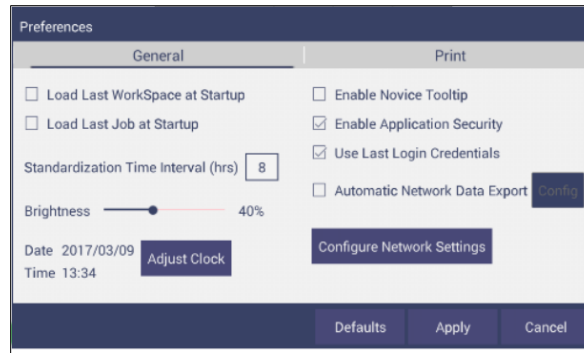 Preferences
General
Print
Load Last WorkSpace at Startup
Load Last Job at Startup
Standardization Time Interval (hrs) 8
Brightness 40%
Date 2017/03/09
Time 13:34
Adjust Clock
Enable Novice Tooltip
Enable Application Security
Use Last Login Credentials
Automatic Network Data Export Config
Configure Network Settings
Defaults Apply Cancel